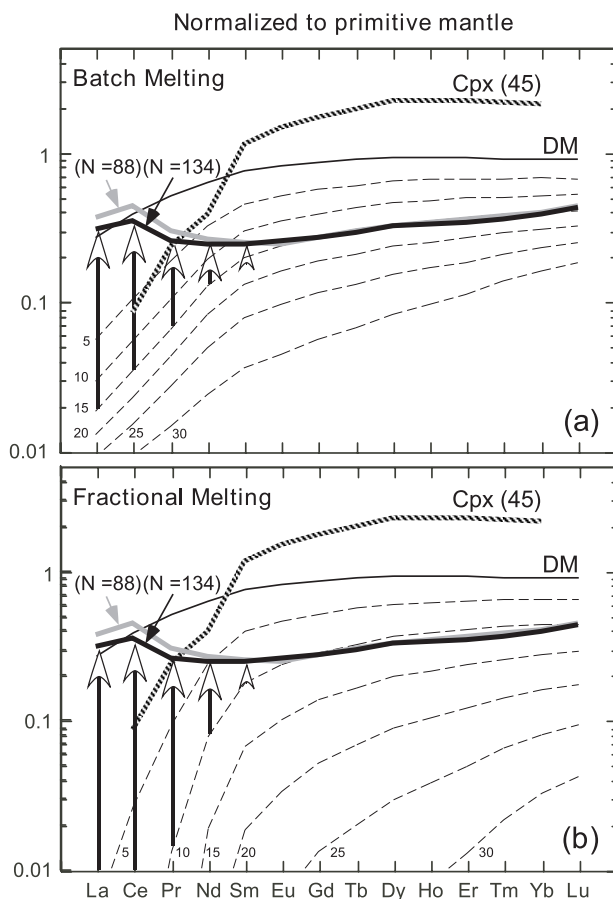 Normalized to primitive mantle
Batch Melting
Cpx (45)
DM
(N =88)(N =134)
1
0.1
0.01
5
10
15
20
25
30
(a)
Fractional Melting
Cpx (45)
DM
(N =88)(N =134)
1
0.1
0.01
5
10
15
20
25
30
(b)
La Ce Pr Nd Sm Eu Gd Tb Dy Ho Er Tm Yb Lu